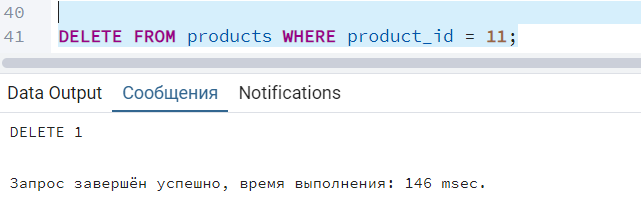 40
41 DELETE FROM products WHERE product_id = 11;
Data Output Сообщения Notifications
DELETE 1
Запрос завершён успешно, время выполнения: 146 msec.